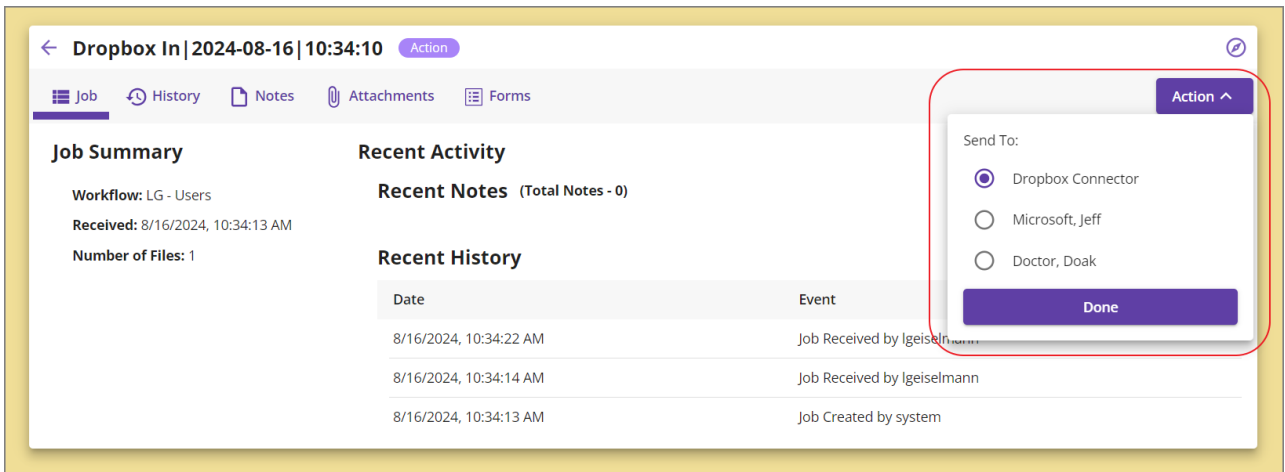 Dropbox In|2024-08-16|10:34:10 Action
Job History Notes Attachments Forms
Action
Send To:
Dropbox Connector
Microsoft, Jeff
Doctor, Doak
Done
Job Summary
Workflow: LG - Users
Received: 8/16/2024, 10:34:13 AM
Number of Files: 1
Recent Activity
Recent Notes (Total Notes - 0)
Recent History
Date Event
8/16/2024, 10:34:22 AM Job Received by lgeiselmann
8/16/2024, 10:34:14 AM Job Received by lgeiselmann
8/16/2024, 10:34:13 AM Job Created by system